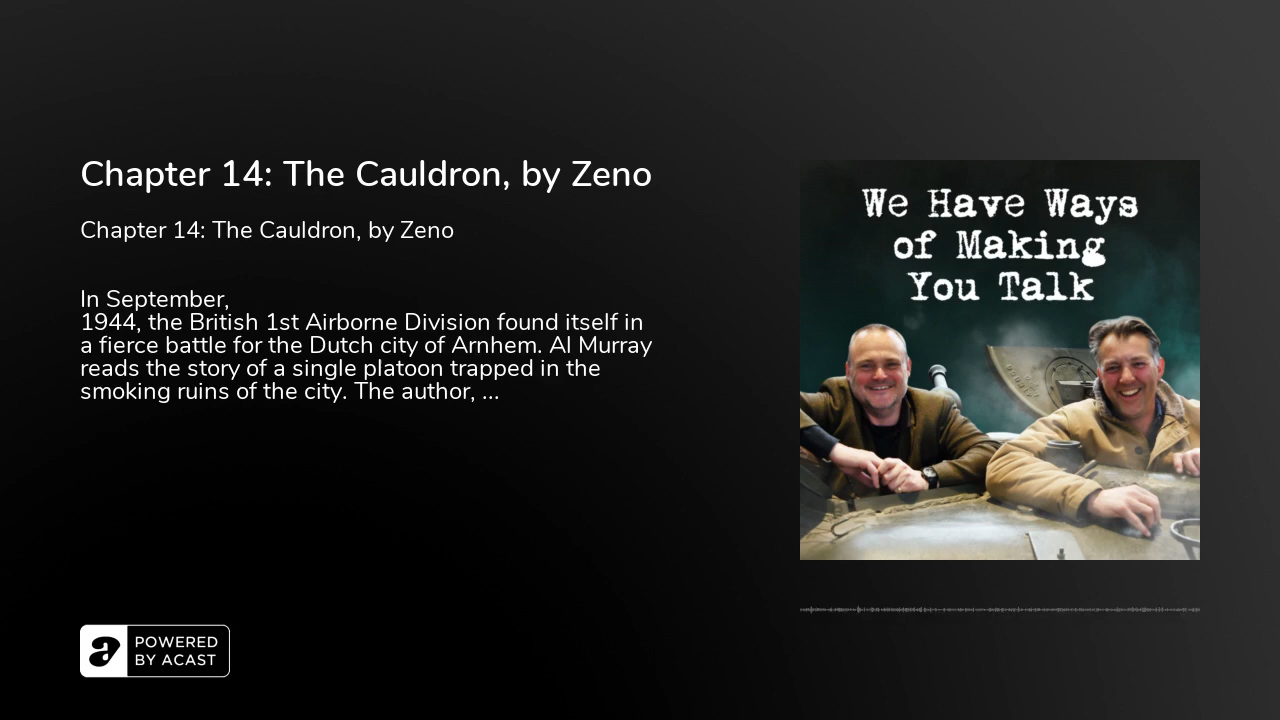 Chapter 14: The Cauldron, by Zeno
Chapter 14: The Cauldron, by Zeno
In September,
1944, the British 1st Airborne Division found itself in
a fierce battle for the Dutch city of Arnhem. Al Murray
reads the story of a single platoon trapped in the
smoking ruins of the city. The author, ...
We Have Ways
of Making
You Talk
a POWERED
BY ACAST